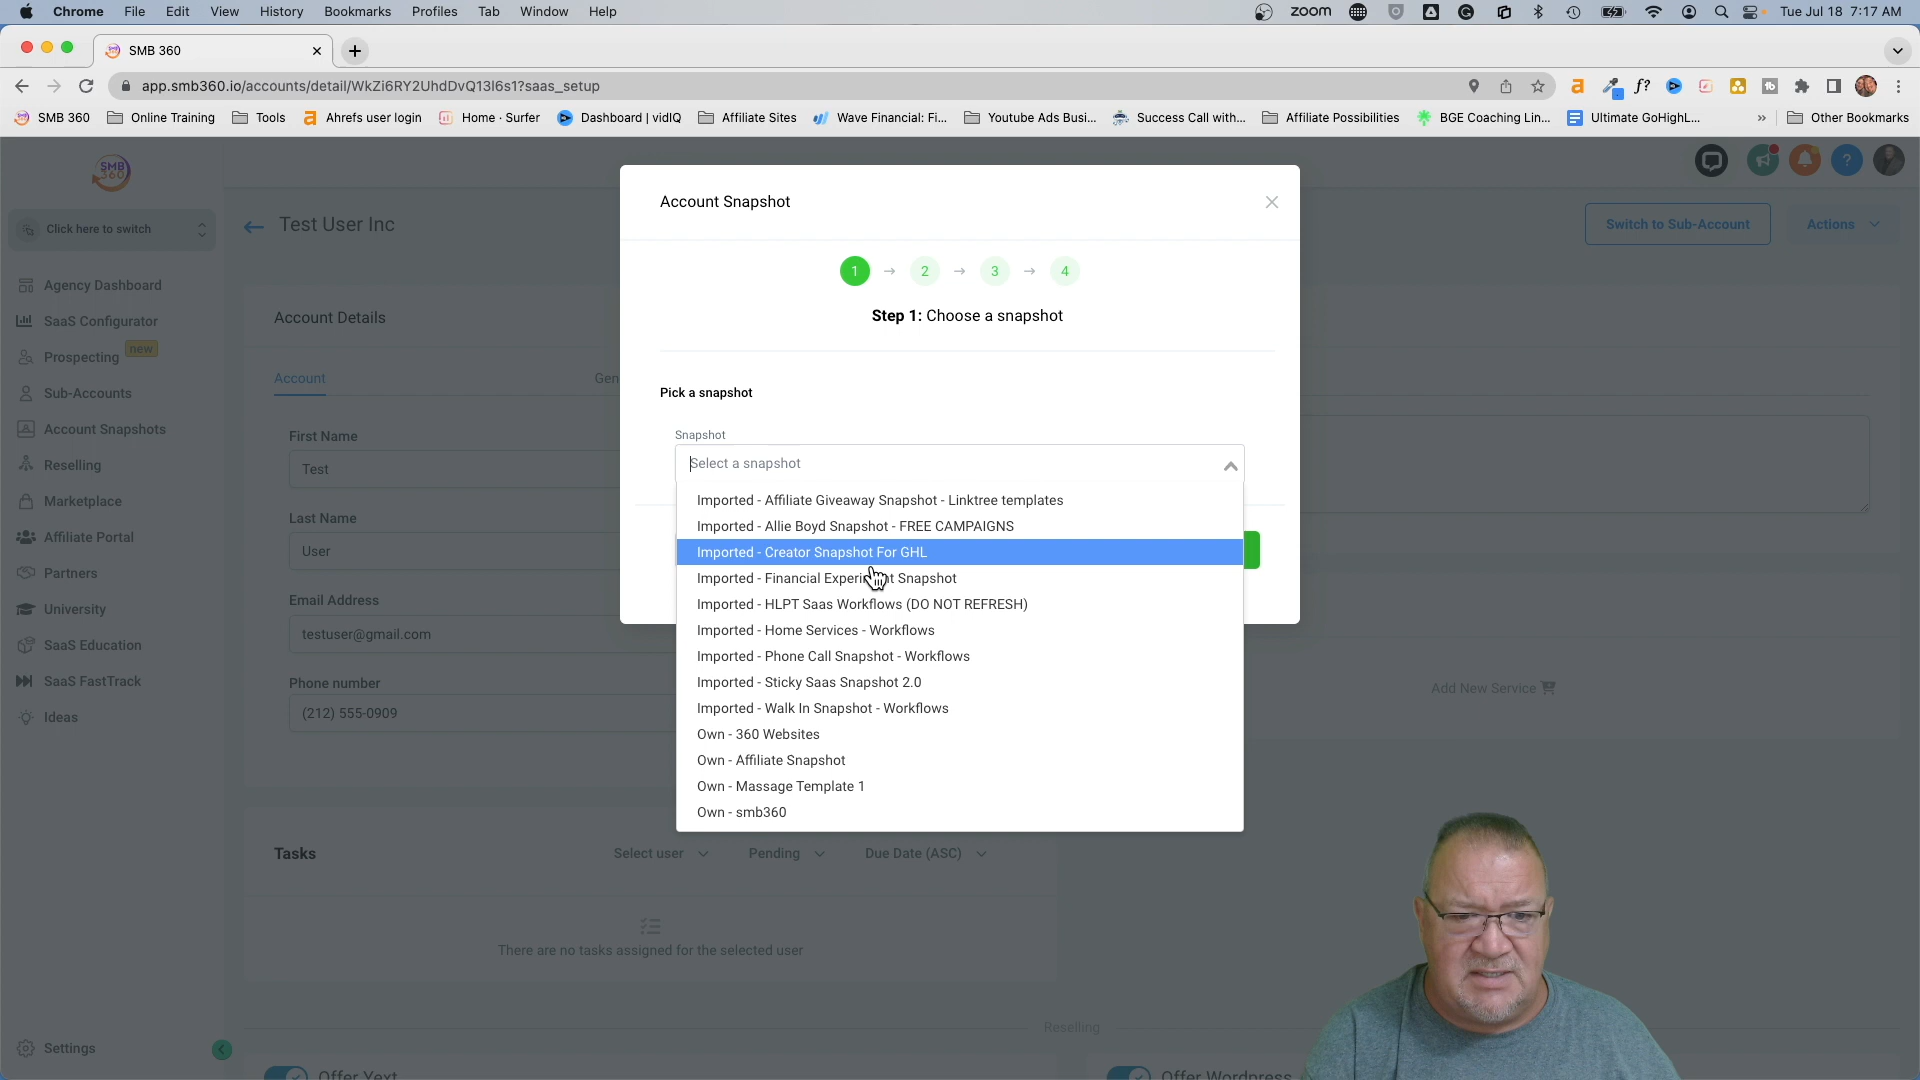 Chrome File Edit View History Bookmarks Profiles Tab Window Help zoom Tue Jul 18 7:17 AM
SMB 360
app.smb360.io/accounts/detail/WkZi6RY2UhdDvQ13I6s1?saas_setup
SMB 360 Online Training Tools Ahrefs user login Home · Surfer Dashboard | vidIQ Affiliate Sites Wave Financial: Fi... Youtube Ads Busi... Success Call with... Affiliate Possibilities BGE Coaching Lin... Ultimate GoHighL... » Other Bookmarks
SMB
360
Click here to switch
Test User Inc
Switch to Sub-Account
Actions
Agency Dashboard
SaaS Configurator
Prospecting new
Sub-Accounts
Account Snapshots
Reselling
Marketplace
Affiliate Portal
Partners
University
SaaS Education
SaaS FastTrack
Ideas
Settings
Account Details
Account
Gen
First Name
Test
Last Name
User
Email Address
testuser@gmail.com
Phone number
(212) 555-0909
Account Snapshot
1 → 2 → 3 → 4
Step 1: Choose a snapshot
Pick a snapshot
Snapshot
Select a snapshot
Imported - Affiliate Giveaway Snapshot - Linktree templates
Imported - Allie Boyd Snapshot - FREE CAMPAIGNS
Imported - Creator Snapshot For GHL
Imported - Financial Experiment Snapshot
Imported - HLPT Saas Workflows (DO NOT REFRESH)
Imported - Home Services - Workflows
Imported - Phone Call Snapshot - Workflows
Imported - Sticky Saas Snapshot 2.0
Imported - Walk In Snapshot - Workflows
Own - 360 Websites
Own - Affiliate Snapshot
Own - Massage Template 1
Own - smb360
Add New Service
Tasks
Select user
Pending
Due Date (ASC)
There are no tasks assigned for the selected user
Reselling
Offer Yext
Offer Wordpress